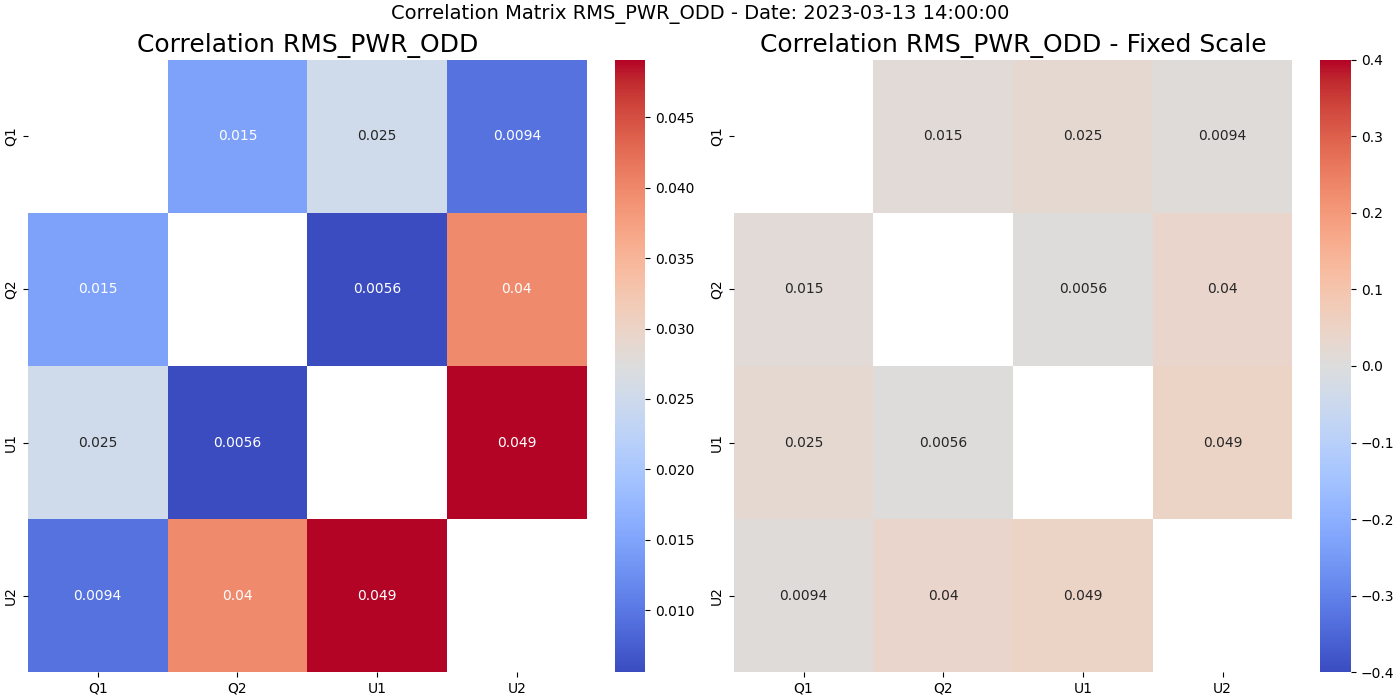 Correlation Matrix RMS_PWR_ODD - Date: 2023-03-13 14:00:00
Correlation RMS_PWR_ODD
Q1
0.015
0.025
0.0094
Q2
0.015
0.0056
0.04
U1
0.025
0.0056
0.049
U2
0.0094
0.04
0.049
Q1
Q2
U1
U2
0.045
0.040
0.035
0.030
0.025
0.020
0.015
0.010
Correlation RMS_PWR_ODD - Fixed Scale
Q1
0.015
0.025
0.0094
Q2
0.015
0.0056
0.04
U1
0.025
0.0056
0.049
U2
0.0094
0.04
0.049
Q1
Q2
U1
U2
0.4
0.3
0.2
0.1
0.0
−0.1
−0.2
−0.3
−0.4